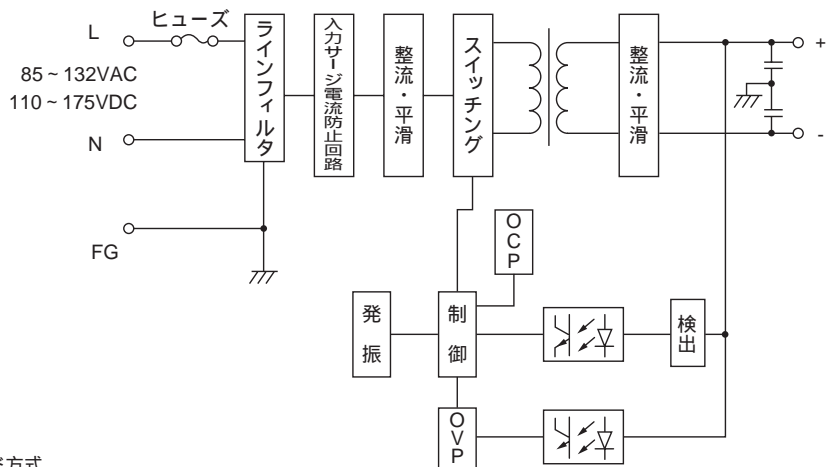 ヒューズ
L
85~132VAC
110~175VDC
N
FG
ラインフィルタ
入力サージ電流防止回路
整流・平滑
スイッチング
整流・平滑
+
-
OCP
発振
制御
検出
OVP
方式